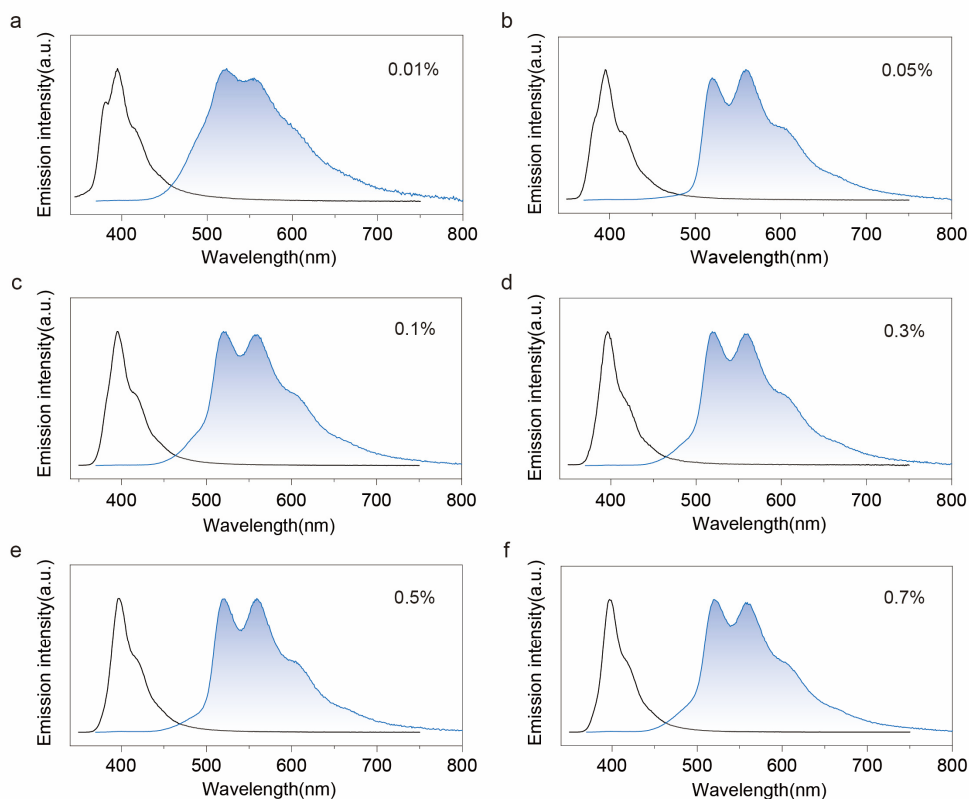 a
b
Emission intensity(a.u.)
0.01%
400 500 600 700 800
Wavelength(nm)
Emission intensity(a.u.)
0.05%
400 500 600 700 800
Wavelength(nm)
c
d
Emission intensity(a.u.)
0.1%
400 500 600 700 800
Wavelength(nm)
Emission intensity(a.u.)
0.3%
400 500 600 700 800
Wavelength(nm)
e
f
Emission intensity(a.u.)
0.5%
400 500 600 700 800
Wavelength(nm)
Emission intensity(a.u.)
0.7%
400 500 600 700 800
Wavelength(nm)